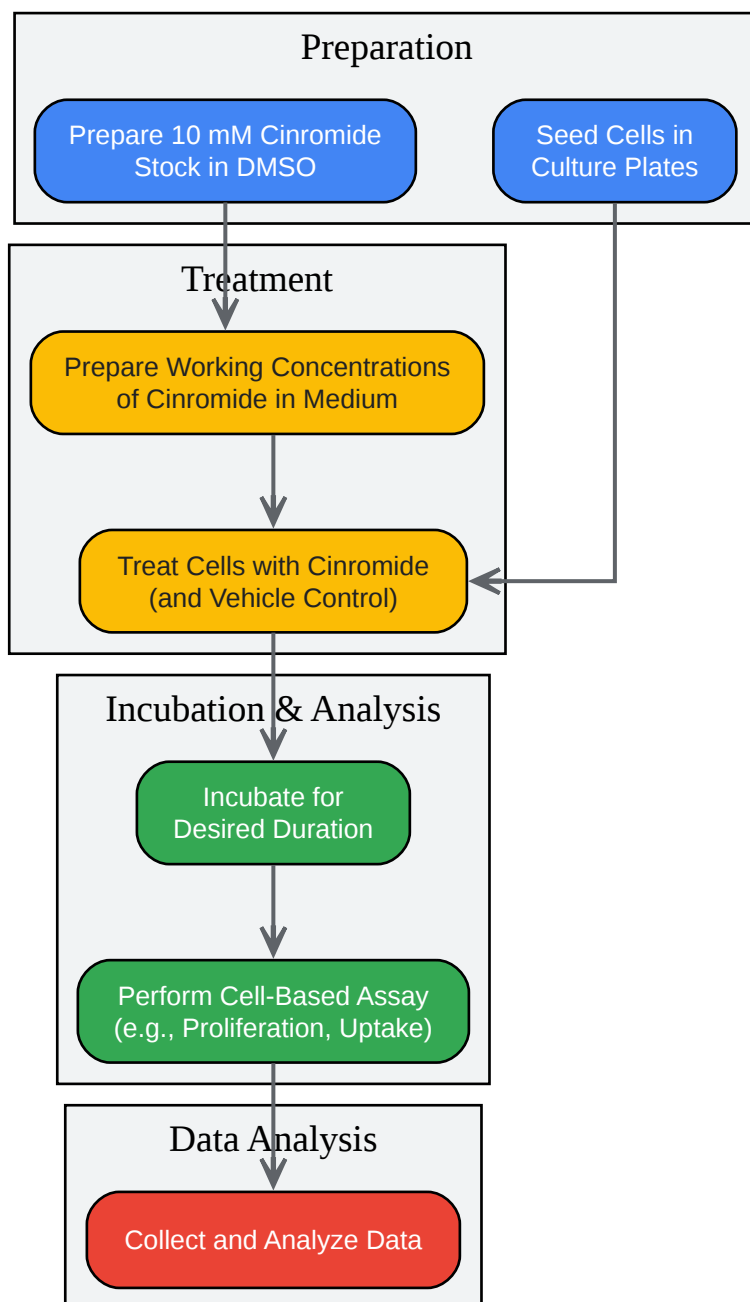 Preparation
Prepare 10 mM Cinromide
Stock in DMSO
Seed Cells in
Culture Plates
Treatment
Prepare Working Concentrations
of Cinromide in Medium
Treat Cells with Cinromide
(and Vehicle Control)
Incubation & Analysis
Incubate for
Desired Duration
Perform Cell-Based Assay
(e.g., Proliferation, Uptake)
Data Analysis
Collect and Analyze Data